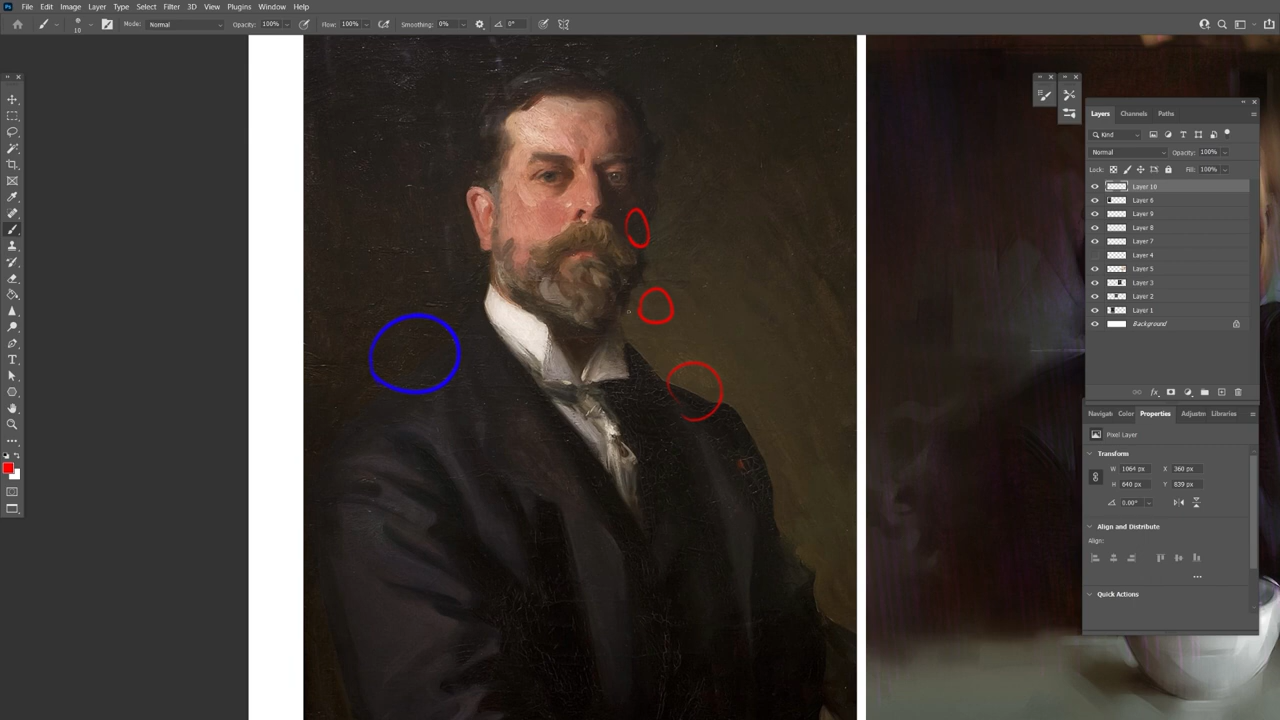 Ps File Edit Image Layer Type Select Filter 3D View Plugins Window Help
10 Mode: Normal Opacity: 100% Flow: 100% Smoothing: 0% 0°
Layers Channels Paths
Kind
Normal Opacity: 100%
Lock: Fill: 100%
Layer 10
Layer 6
Layer 9
Layer 8
Layer 7
Layer 4
Layer 5
Layer 3
Layer 2
Layer 1
Background
fx
Navigat Color Properties Adjustm Libraries
Pixel Layer
Transform
W 1064 px X 360 px
H 640 px Y 839 px
0.00°
Align and Distribute
Align:
Quick Actions